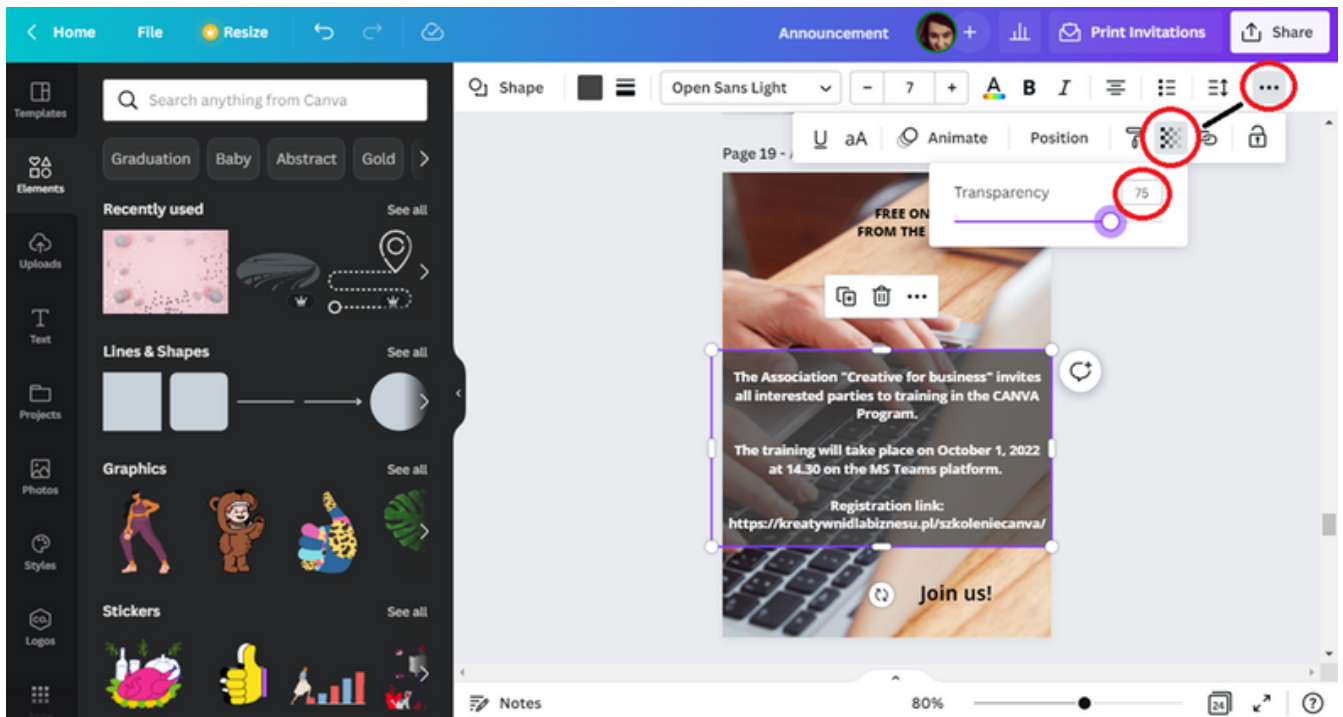 Home File Resize Announcement + Print Invitations Share
Templates
Elements
Uploads
Text
Projects
Photos
Styles
Logos
Search anything from Canva
Graduation Baby Abstract Gold
Recently used See all
Lines & Shapes See all
Graphics See all
Stickers See all
Shape Open Sans Light - 7 + A B I
U aA Animate Position
Transparency 75
Page 19 -
FREE ON
FROM THE
The Association "Creative for business" invites
all interested parties to training in the CANVA
Program.
The training will take place on October 1, 2022
at 14.30 on the MS Teams platform.
Registration link:
https://kreatywnidlabiznesu.pl/szkoleniecanva/
Join us!
Notes 80% 24 ?